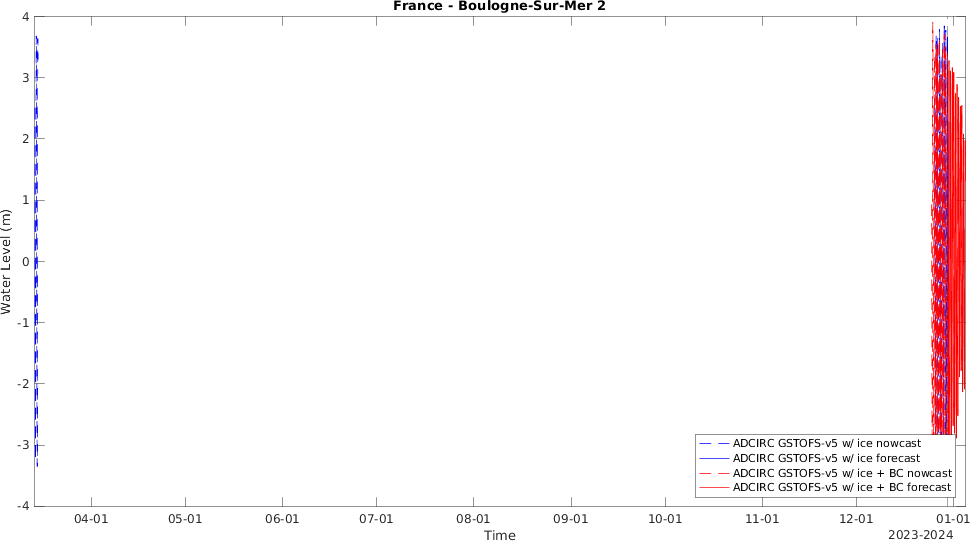 France - Boulogne-Sur-Mer 2
4
3
2
1
0
-1
-2
-3
-4
Water Level (m)
ADCIRC GSTOFS-v5 w/ ice nowcast
ADCIRC GSTOFS-v5 w/ ice forecast
ADCIRC GSTOFS-v5 w/ ice + BC nowcast
ADCIRC GSTOFS-v5 w/ ice + BC forecast
04-01 05-01 06-01 07-01 08-01 09-01 10-01 11-01 12-01 01-01
Time
2023-2024